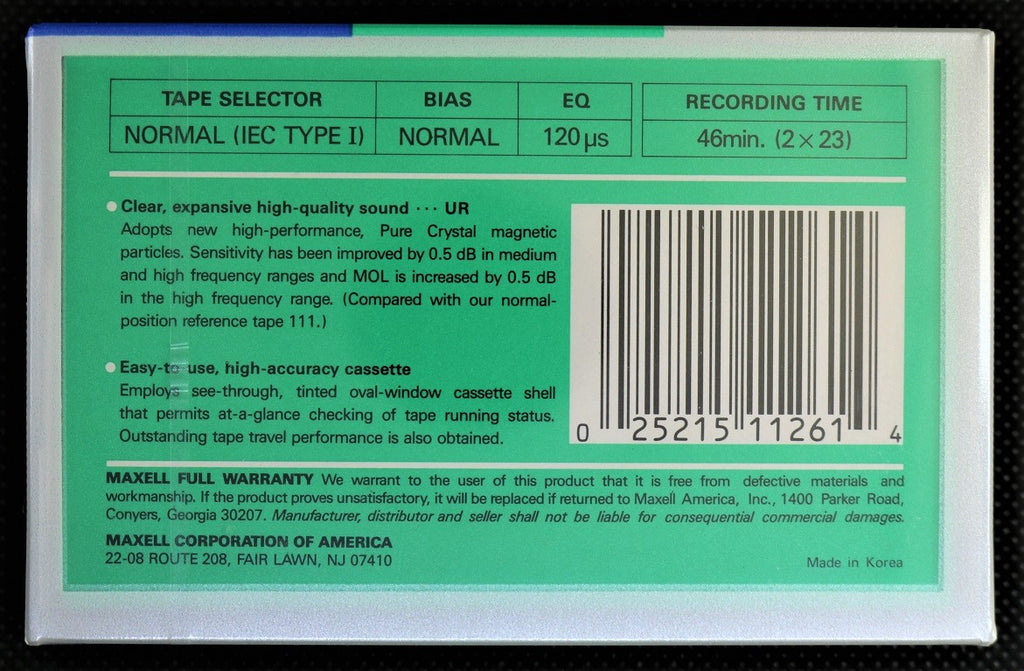 TAPE SELECTOR BIAS EQ RECORDING TIME
NORMAL (IEC TYPE I) NORMAL 120μs 46min. (2 × 23)
Clear, expansive high-quality sound ··· UR
Adopts new high-performance, Pure Crystal magnetic
particles. Sensitivity has been improved by 0.5 dB in medium
and high frequency ranges and MOL is increased by 0.5 dB
in the high frequency range. (Compared with our normal-
position reference tape 111.)
Easy-to use, high-accuracy cassette
Employs see-through, tinted oval-window cassette shell
that permits at-a-glance checking of tape running status.
Outstanding tape travel performance is also obtained.
0 25215 11261 4
MAXELL FULL WARRANTY We warrant to the user of this product that it is free from defective materials and
workmanship. If the product proves unsatisfactory, it will be replaced if returned to Maxell America, Inc., 1400 Parker Road,
Conyers, Georgia 30207. Manufacturer, distributor and seller shall not be liable for consequential commercial damages.
MAXELL CORPORATION OF AMERICA
22-08 ROUTE 208, FAIR LAWN, NJ 07410
Made in Korea